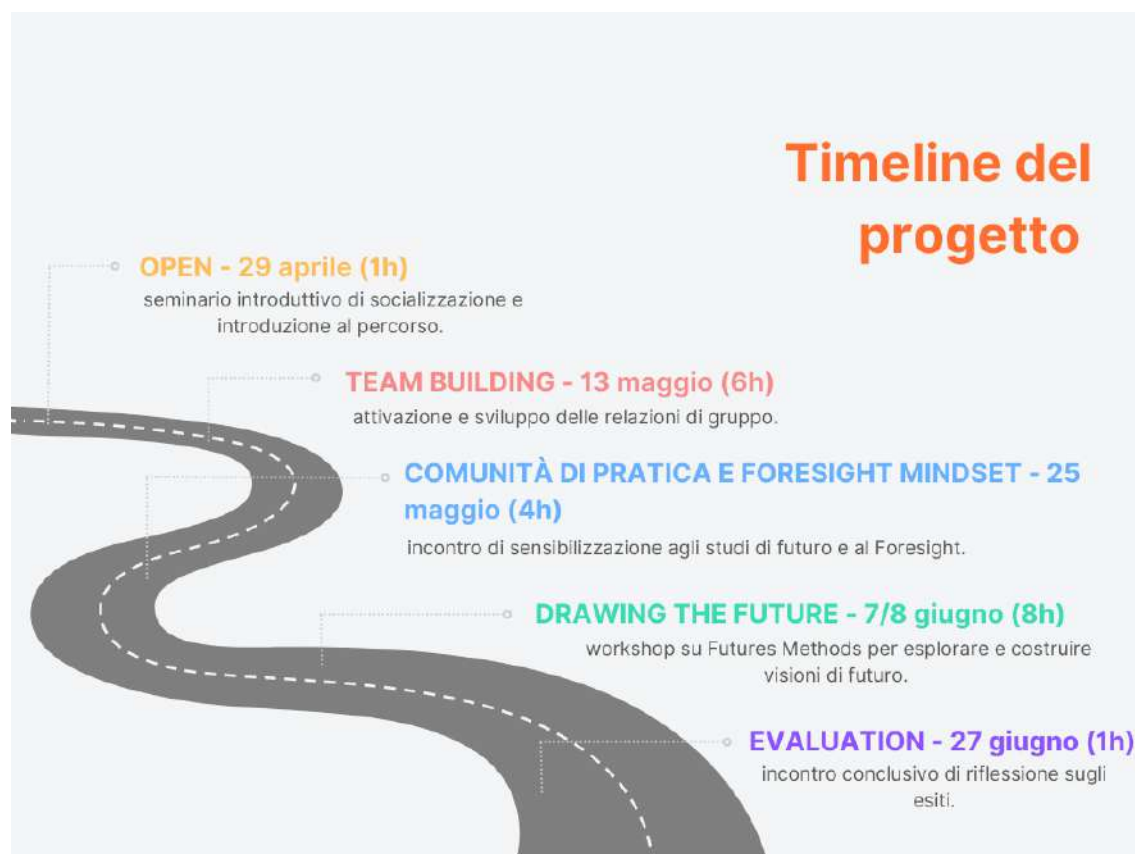 Timeline del
progetto
OPEN - 29 aprile (1h)
seminario introduttivo di socializzazione e
introduzione al percorso.
TEAM BUILDING - 13 maggio (6h)
attivazione e sviluppo delle relazioni di gruppo.
COMUNITÀ DI PRATICA E FORESIGHT MINDSET - 25
maggio (4h)
incontro di sensibilizzazione agli studi di futuro e al Foresight.
DRAWING THE FUTURE - 7/8 giugno (8h)
workshop su Futures Methods per esplorare e costruire
visioni di futuro.
EVALUATION - 27 giugno (1h)
incontro conclusivo di riflessione sugli
esiti.